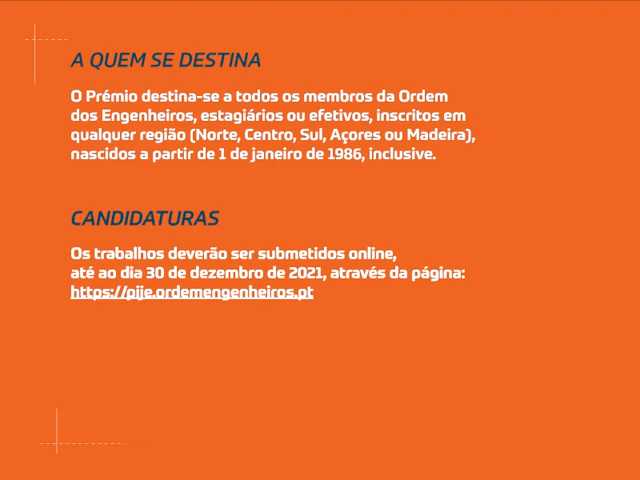 A QUEM SE DESTINA
O Prémio destina-se a todos os membros da Ordem
dos Engenheiros, estagiários ou efetivos, inscritos em
qualquer região (Norte, Centro, Sul, Açores ou Madeira),
nascidos a partir de 1 de janeiro de 1986, inclusive.
CANDIDATURAS
Os trabalhos deverão ser submetidos online,
até ao dia 30 de dezembro de 2021, através da página:
https://pije.ordemengenheiros.pt